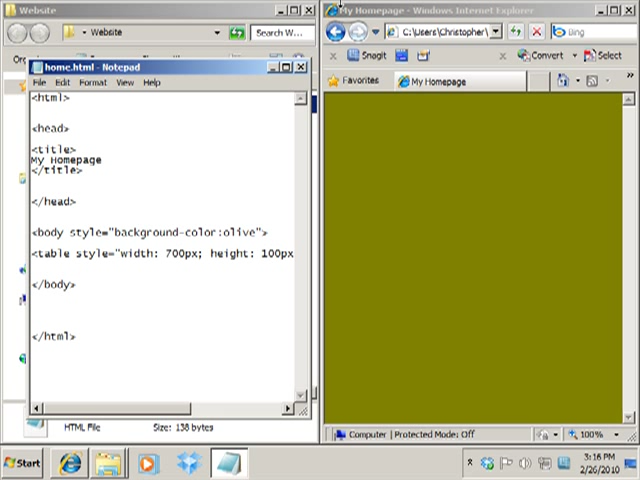 Website
My Homepage - Windows Internet Explorer
Website
Search W...
C:\Users\Christopher\
Bing
Snagit
Convert
Select
Favorites
My Homepage
home.html - Notepad
File Edit Format View Help
<html>
<head>
<title>
My Homepage
</title>
</head>
<body style="background-color:olive">
<table style="width: 700px; height: 100px
</body>
</html>
HTML File
Size: 138 bytes
Computer | Protected Mode: Off
100%
Start
3:16 PM
2/26/2010